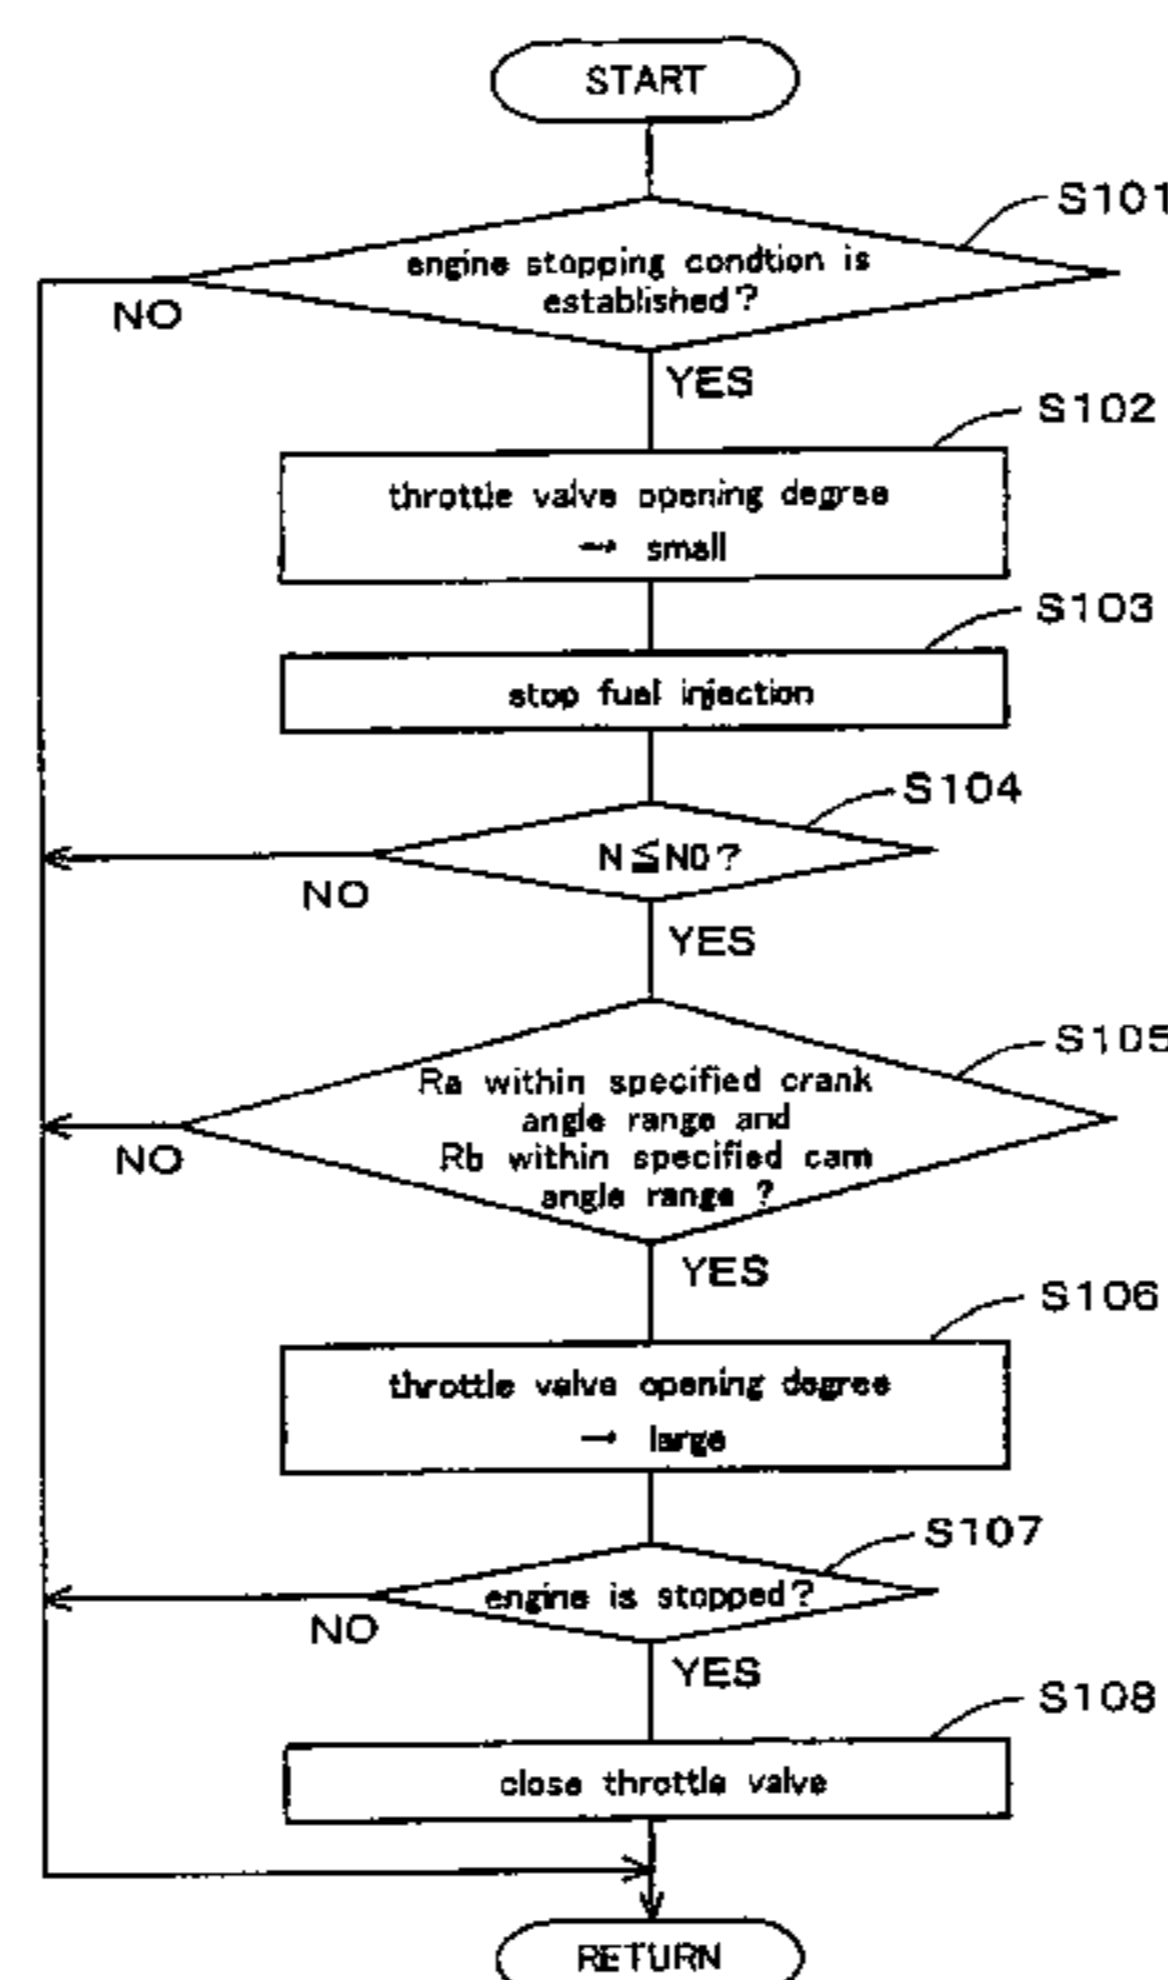 START
S101
engine stopping condtion is
established?
NO
YES
S102
throttle valve opening degree
→ small
S103
stop fuel injection
S104
N≦N0?
NO
YES
S105
Ra within specified crank
angle range and
Rb within specified cam
angle range ?
NO
YES
S106
throttle valve opening degree
→ large
S107
engine is stopped?
NO
YES
S108
close throttle valve
RETURN